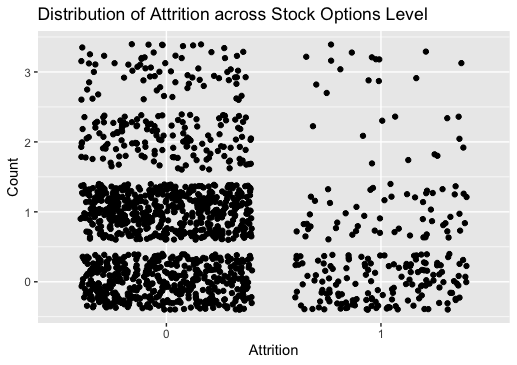 Distribution of Attrition across Stock Options Level
Count
3
2
1
0
0 1
Attrition